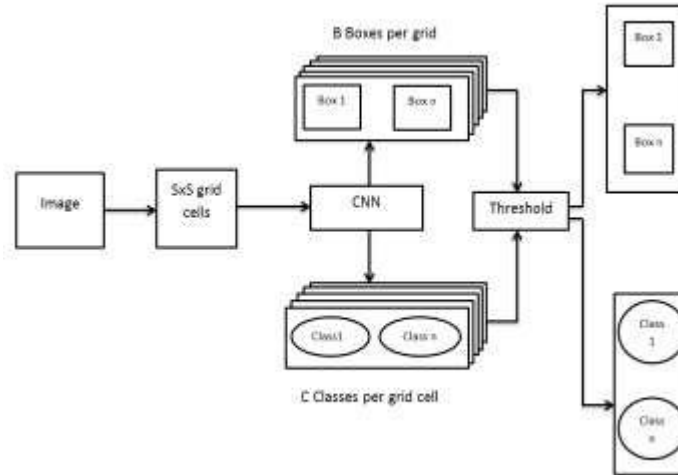 B Boxes per grid
Box 1
Box n
Box 1
Box n
Image
SxS grid
cells
CNN
Threshold
Class1
Class n
C Classes per grid cell
Class
1
Class
n